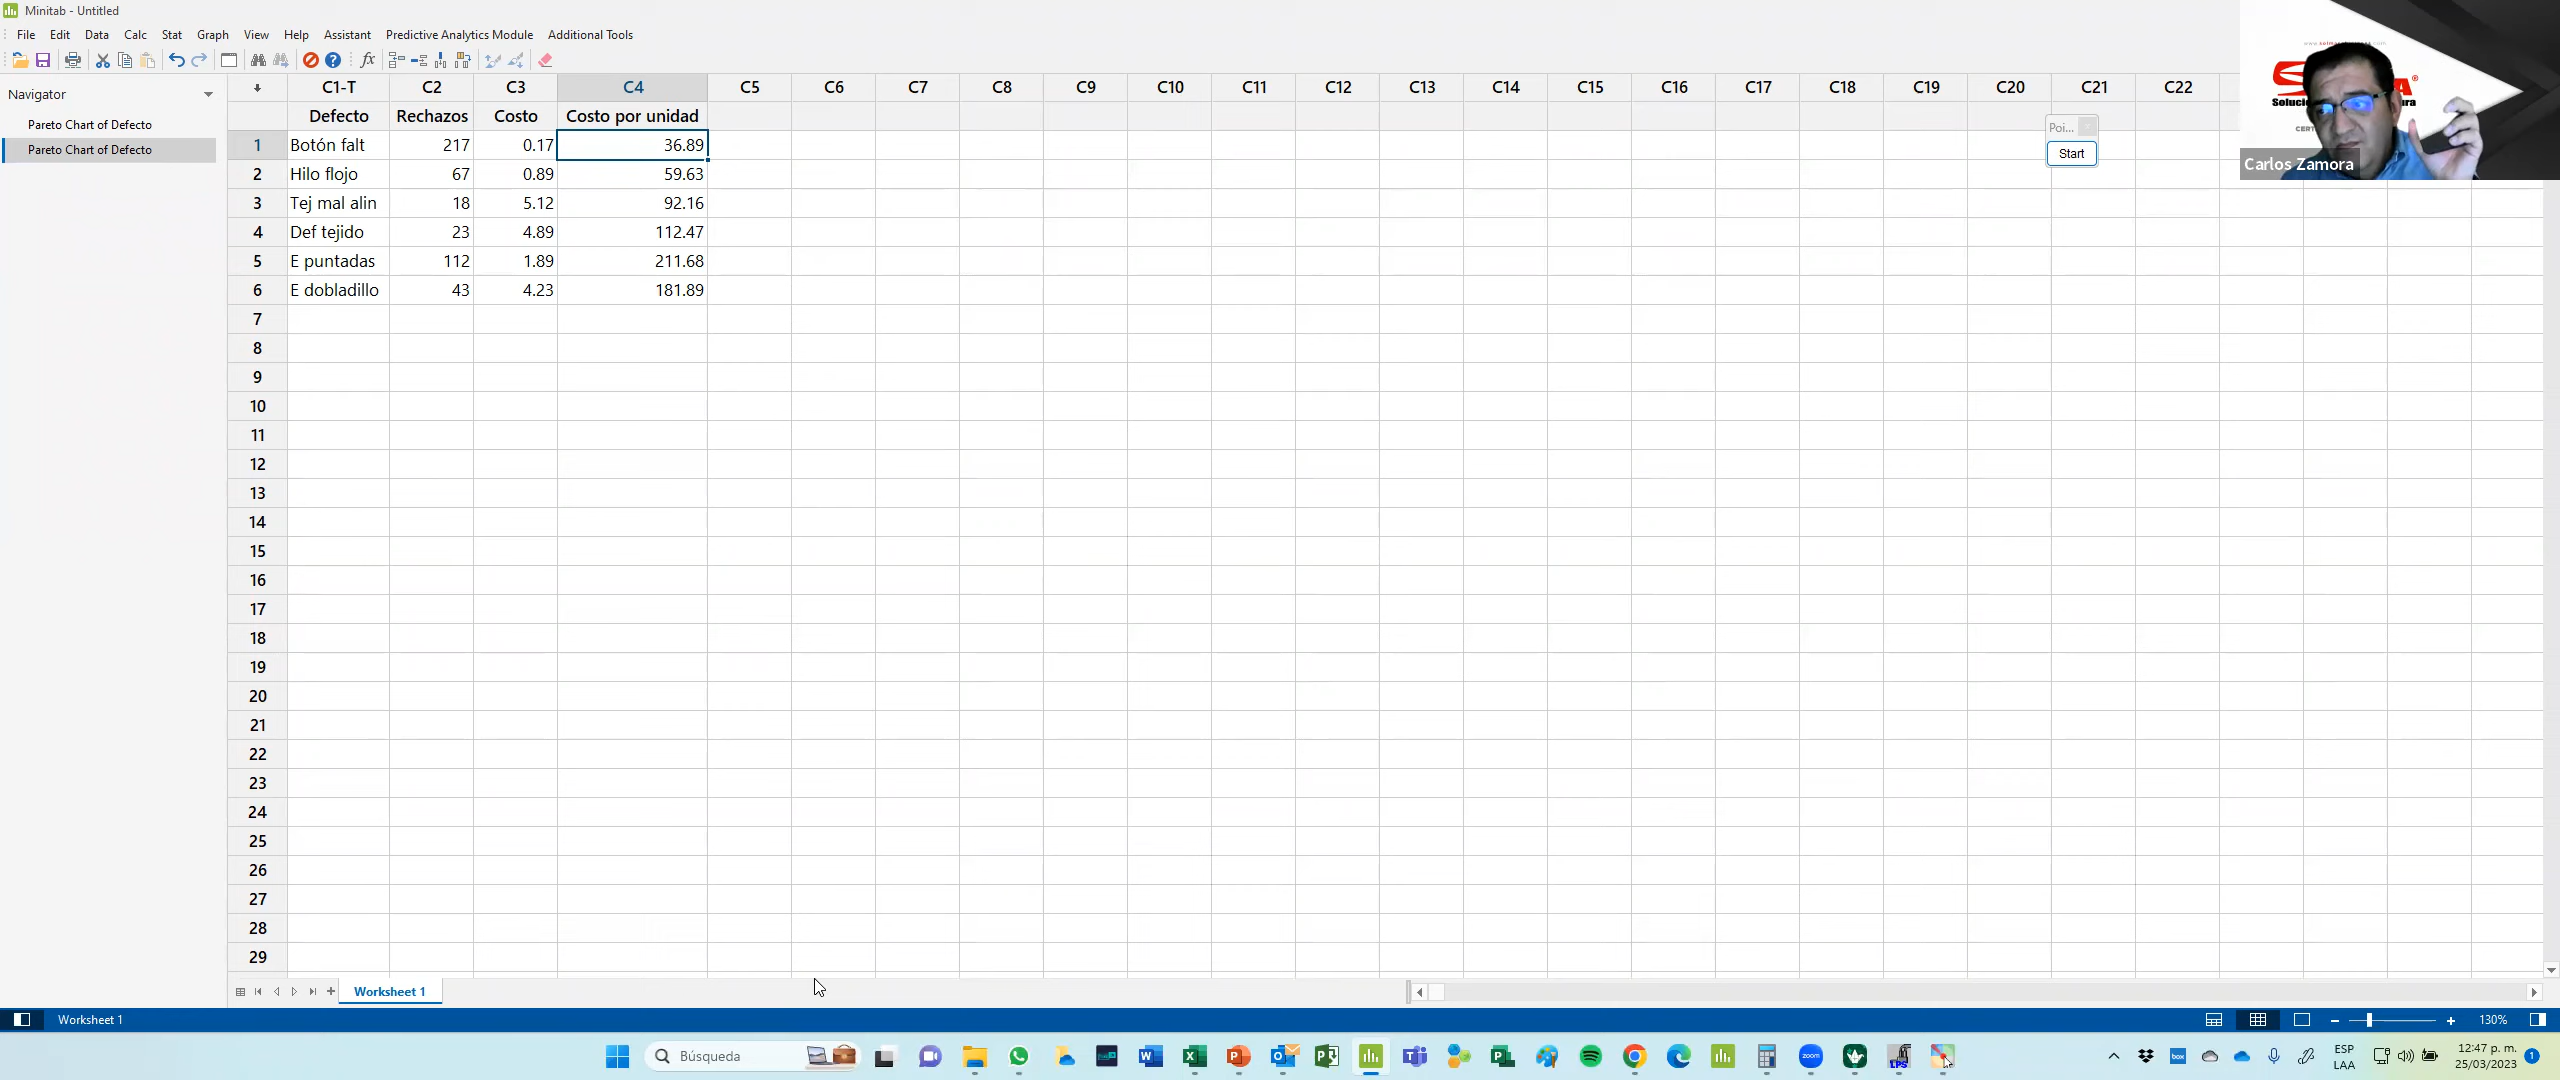 Minitab - Untitled
File Edit Data Calc Stat Graph View Help Assistant Predictive Analytics Module Additional Tools
Navigator
Pareto Chart of Defecto
Pareto Chart of Defecto
C1-T C2 C3 C4 C5 C6 C7 C8 C9 C10 C11 C12 C13 C14 C15 C16 C17 C18 C19 C20 C21 C22
Defecto Rechazos Costo Costo por unidad
1 Botón falt 217 0.17 36.89
2 Hilo flojo 67 0.89 59.63
3 Tej mal alin 18 5.12 92.16
4 Def tejido 23 4.89 112.47
5 E puntadas 112 1.89 211.68
6 E dobladillo 43 4.23 181.89
7
8
9
10
11
12
13
14
15
16
17
18
19
20
21
22
23
24
25
26
27
28
29
Poi...
Start
Carlos Zamora
Worksheet 1
Worksheet 1
130%
Búsqueda
zoom
box
ESP
LAA
12:47 p. m.
25/03/2023
1